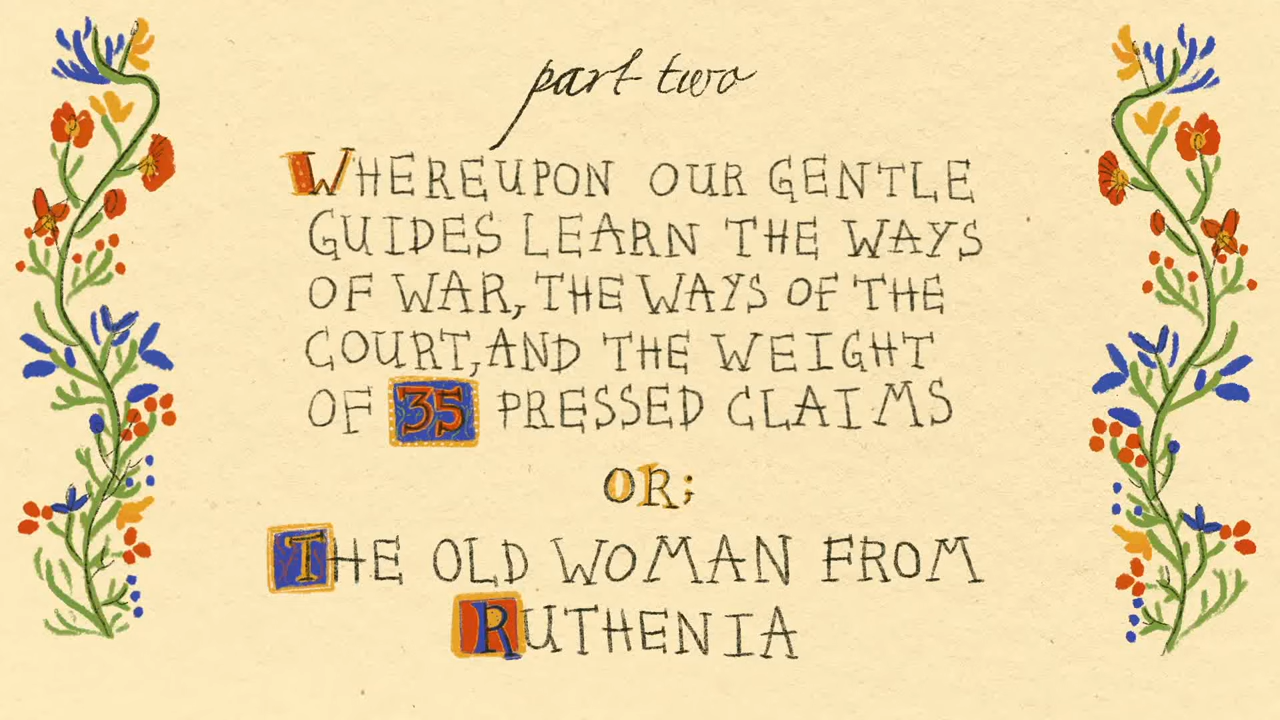 part two
WHEREUPON OUR GENTLE
GUIDES LEARN THE WAYS
OF WAR, THE WAYS OF THE
COURT, AND THE WEIGHT
OF 35 PRESSED CLAIMS
OR;
THE OLD WOMAN FROM
RUTHENIA